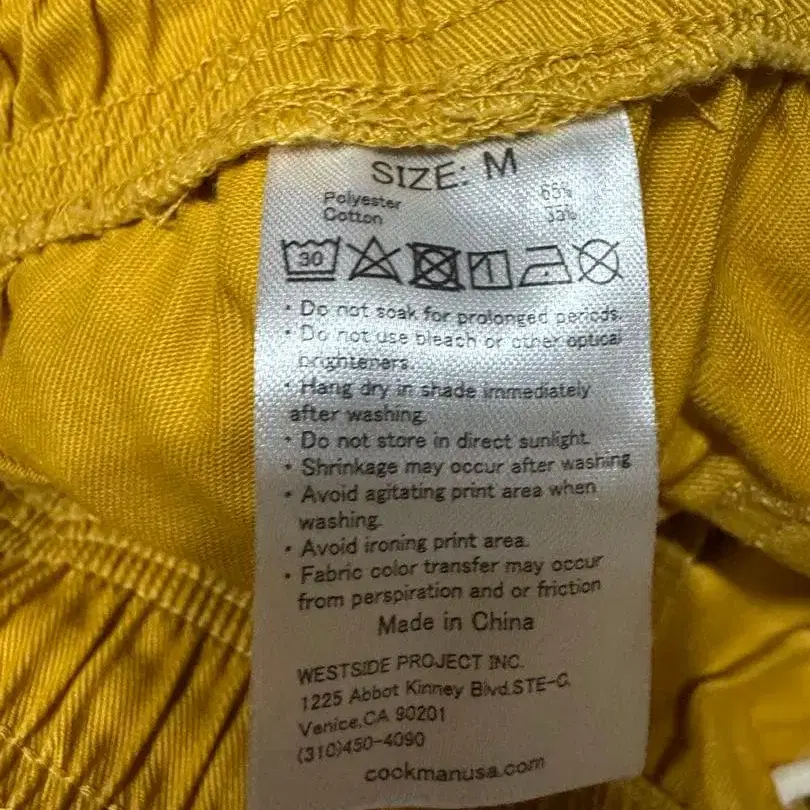 SIZE: M
Polyester 65%
Cotton 35%
30
• Do not soak for prolonged periods.
• Do not use bleach or other optical
brighteners.
• Hang dry in shade immediately
after washing.
• Do not store in direct sunlight.
• Shrinkage may occur after washing
• Avoid agitating print area when
washing.
• Avoid ironing print area.
• Fabric color transfer may occur
from perspiration and or friction
Made in China
WESTSIDE PROJECT INC.
1225 Abbot Kinney Blvd.STE-C.
Venice,CA 90201
(310)450-4090
cookmanusa.com